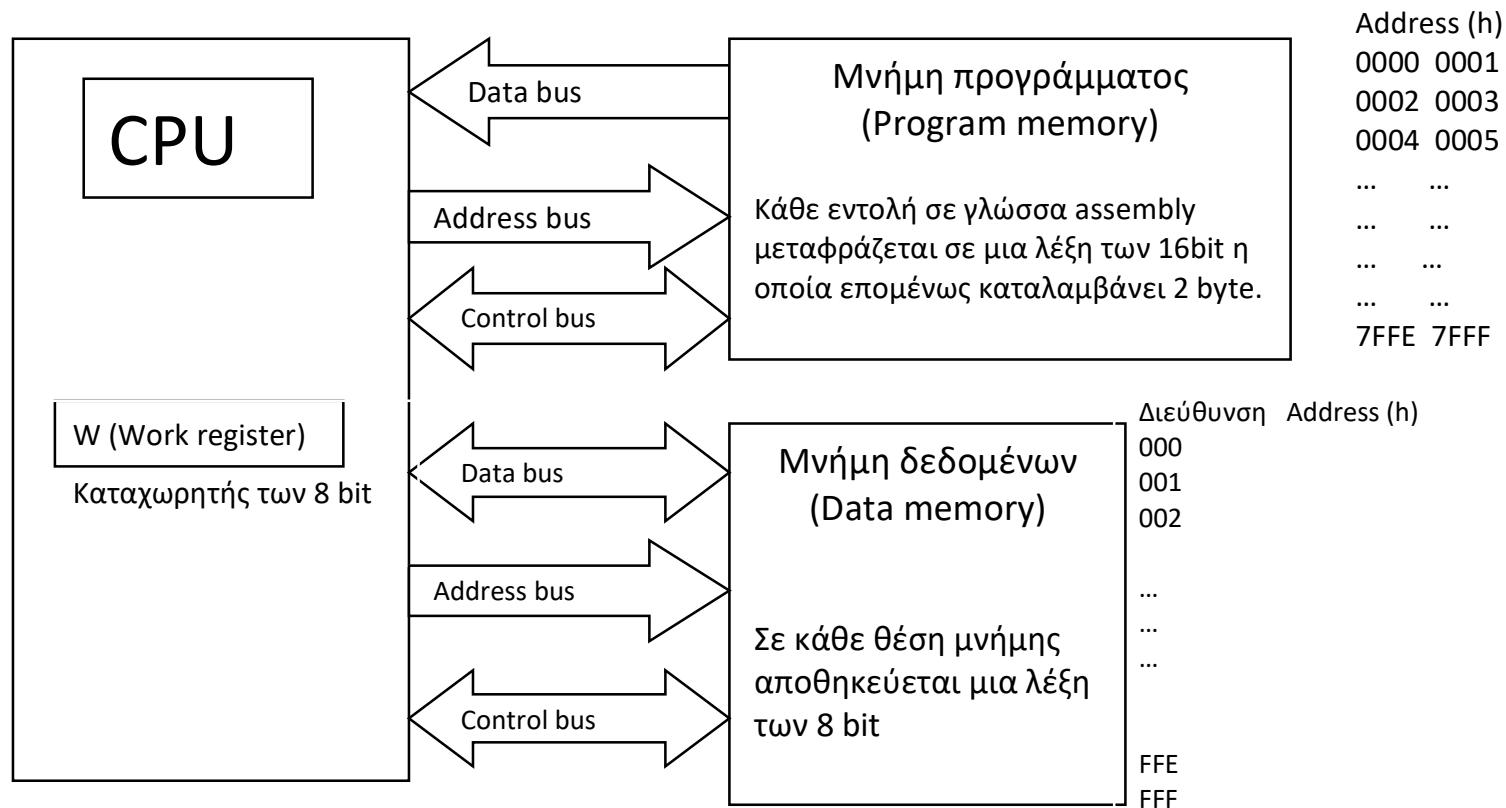 CPU
W (Work register)
Καταχωρητής των 8 bit
Data bus
Address bus
Control bus
Μνήμη προγράμματος
(Program memory)
Κάθε εντολή σε γλώσσα assembly
μεταφράζεται σε μια λέξη των 16bit η
οποία επομένως καταλαμβάνει 2 byte.
Address (h)
0000 0001
0002 0003
0004 0005
... ...
... ...
... ...
... ...
7FFE 7FFF
Data bus
Address bus
Control bus
Μνήμη δεδομένων
(Data memory)
Σε κάθε θέση μνήμης
αποθηκεύεται μια λέξη
των 8 bit
Διεύθυνση Address (h)
000
001
002
...
...
...
FFE
FFF